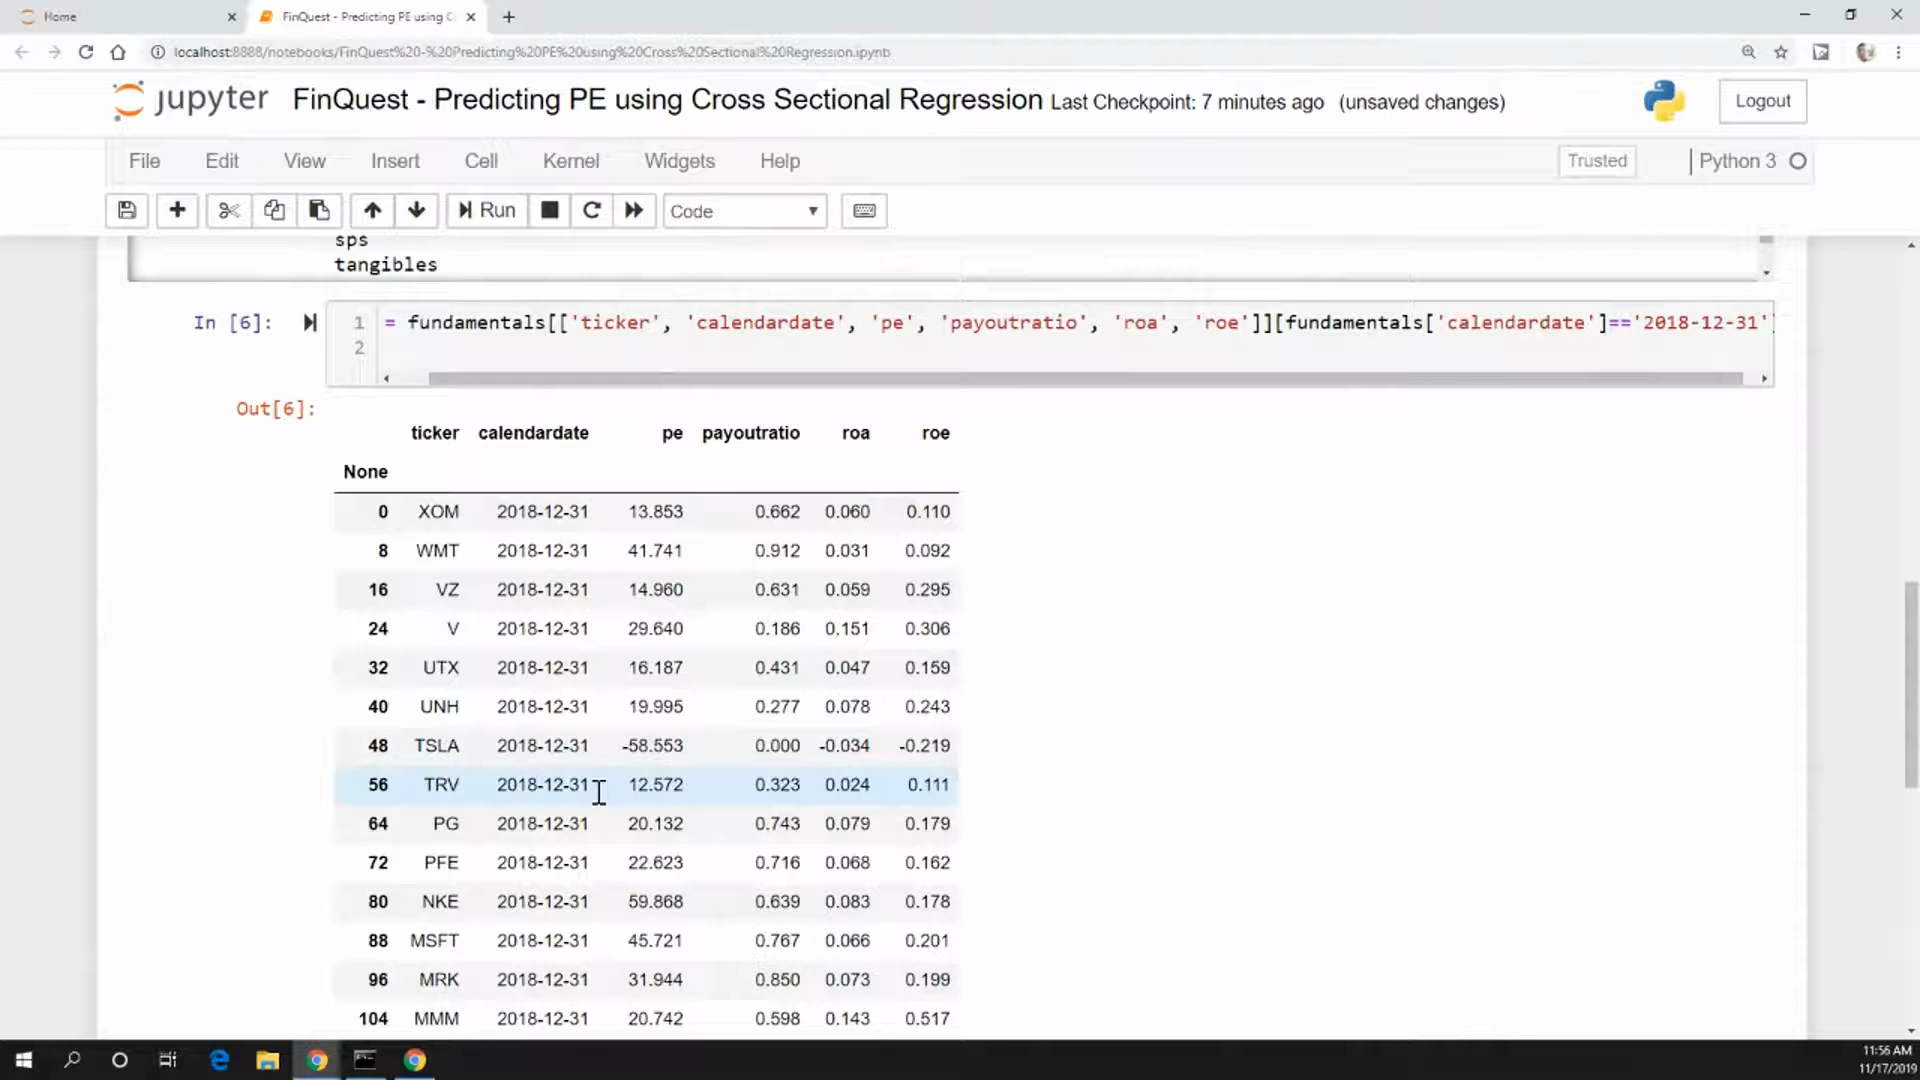 Home
FinQuest - Predicting PE using C
localhost:8888/notebooks/FinQuest%20-%20Predicting%20PE%20using%20Cross%20Sectional%20Regression.ipynb
jupyter FinQuest - Predicting PE using Cross Sectional Regression Last Checkpoint: 7 minutes ago (unsaved changes) Logout
File Edit View Insert Cell Kernel Widgets Help Trusted Python 3
Run Code
sps
tangibles
In [6]: 1 = fundamentals[['ticker', 'calendardate', 'pe', 'payoutratio', 'roa', 'roe']][fundamentals['calendardate']=='2018-12-31'
2
Out[6]:
ticker calendardate pe payoutratio roa roe
None
0 XOM 2018-12-31 13.853 0.662 0.060 0.110
8 WMT 2018-12-31 41.741 0.912 0.031 0.092
16 VZ 2018-12-31 14.960 0.631 0.059 0.295
24 V 2018-12-31 29.640 0.186 0.151 0.306
32 UTX 2018-12-31 16.187 0.431 0.047 0.159
40 UNH 2018-12-31 19.995 0.277 0.078 0.243
48 TSLA 2018-12-31 -58.553 0.000 -0.034 -0.219
56 TRV 2018-12-31 12.572 0.323 0.024 0.111
64 PG 2018-12-31 20.132 0.743 0.079 0.179
72 PFE 2018-12-31 22.623 0.716 0.068 0.162
80 NKE 2018-12-31 59.868 0.639 0.083 0.178
88 MSFT 2018-12-31 45.721 0.767 0.066 0.201
96 MRK 2018-12-31 31.944 0.850 0.073 0.199
104 MMM 2018-12-31 20.742 0.598 0.143 0.517
11:56 AM
11/17/2019